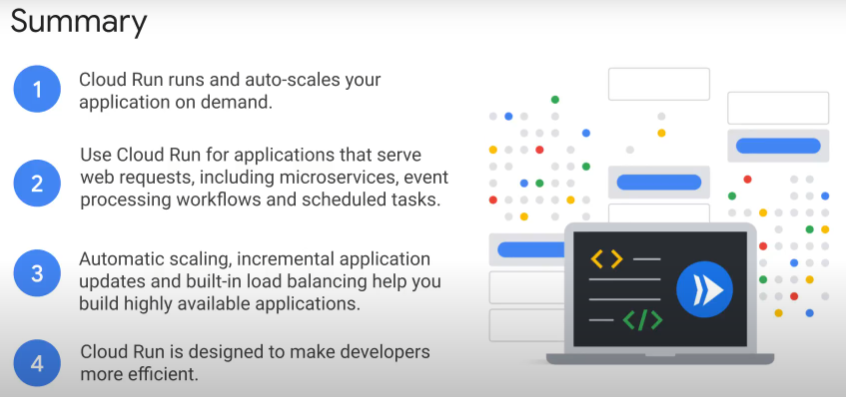 Summary
1
Cloud Run runs and auto-scales your
application on demand.
2
Use Cloud Run for applications that serve
web requests, including microservices, event
processing workflows and scheduled tasks.
3
Automatic scaling, incremental application
updates and built-in load balancing help you
build highly available applications.
4
Cloud Run is designed to make developers
more efficient.
< >
</>